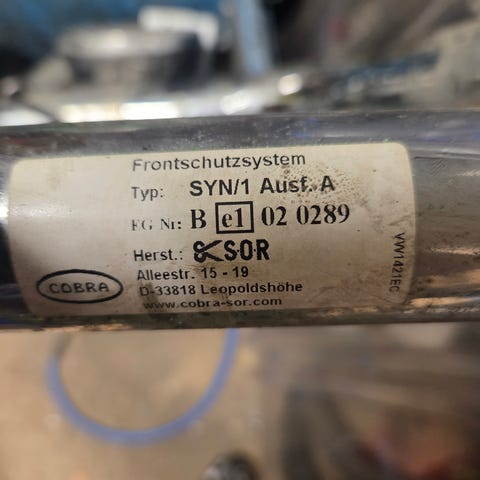 Frontschutzsystem
Typ: SYN/1 Ausf. A
EG Nr: B e1 02 0289
Herst.: SOR
Alleestr. 15 - 19
D-33818 Leopoldshöhe
www.cobra-sor.com
COBRA
VW1421EC